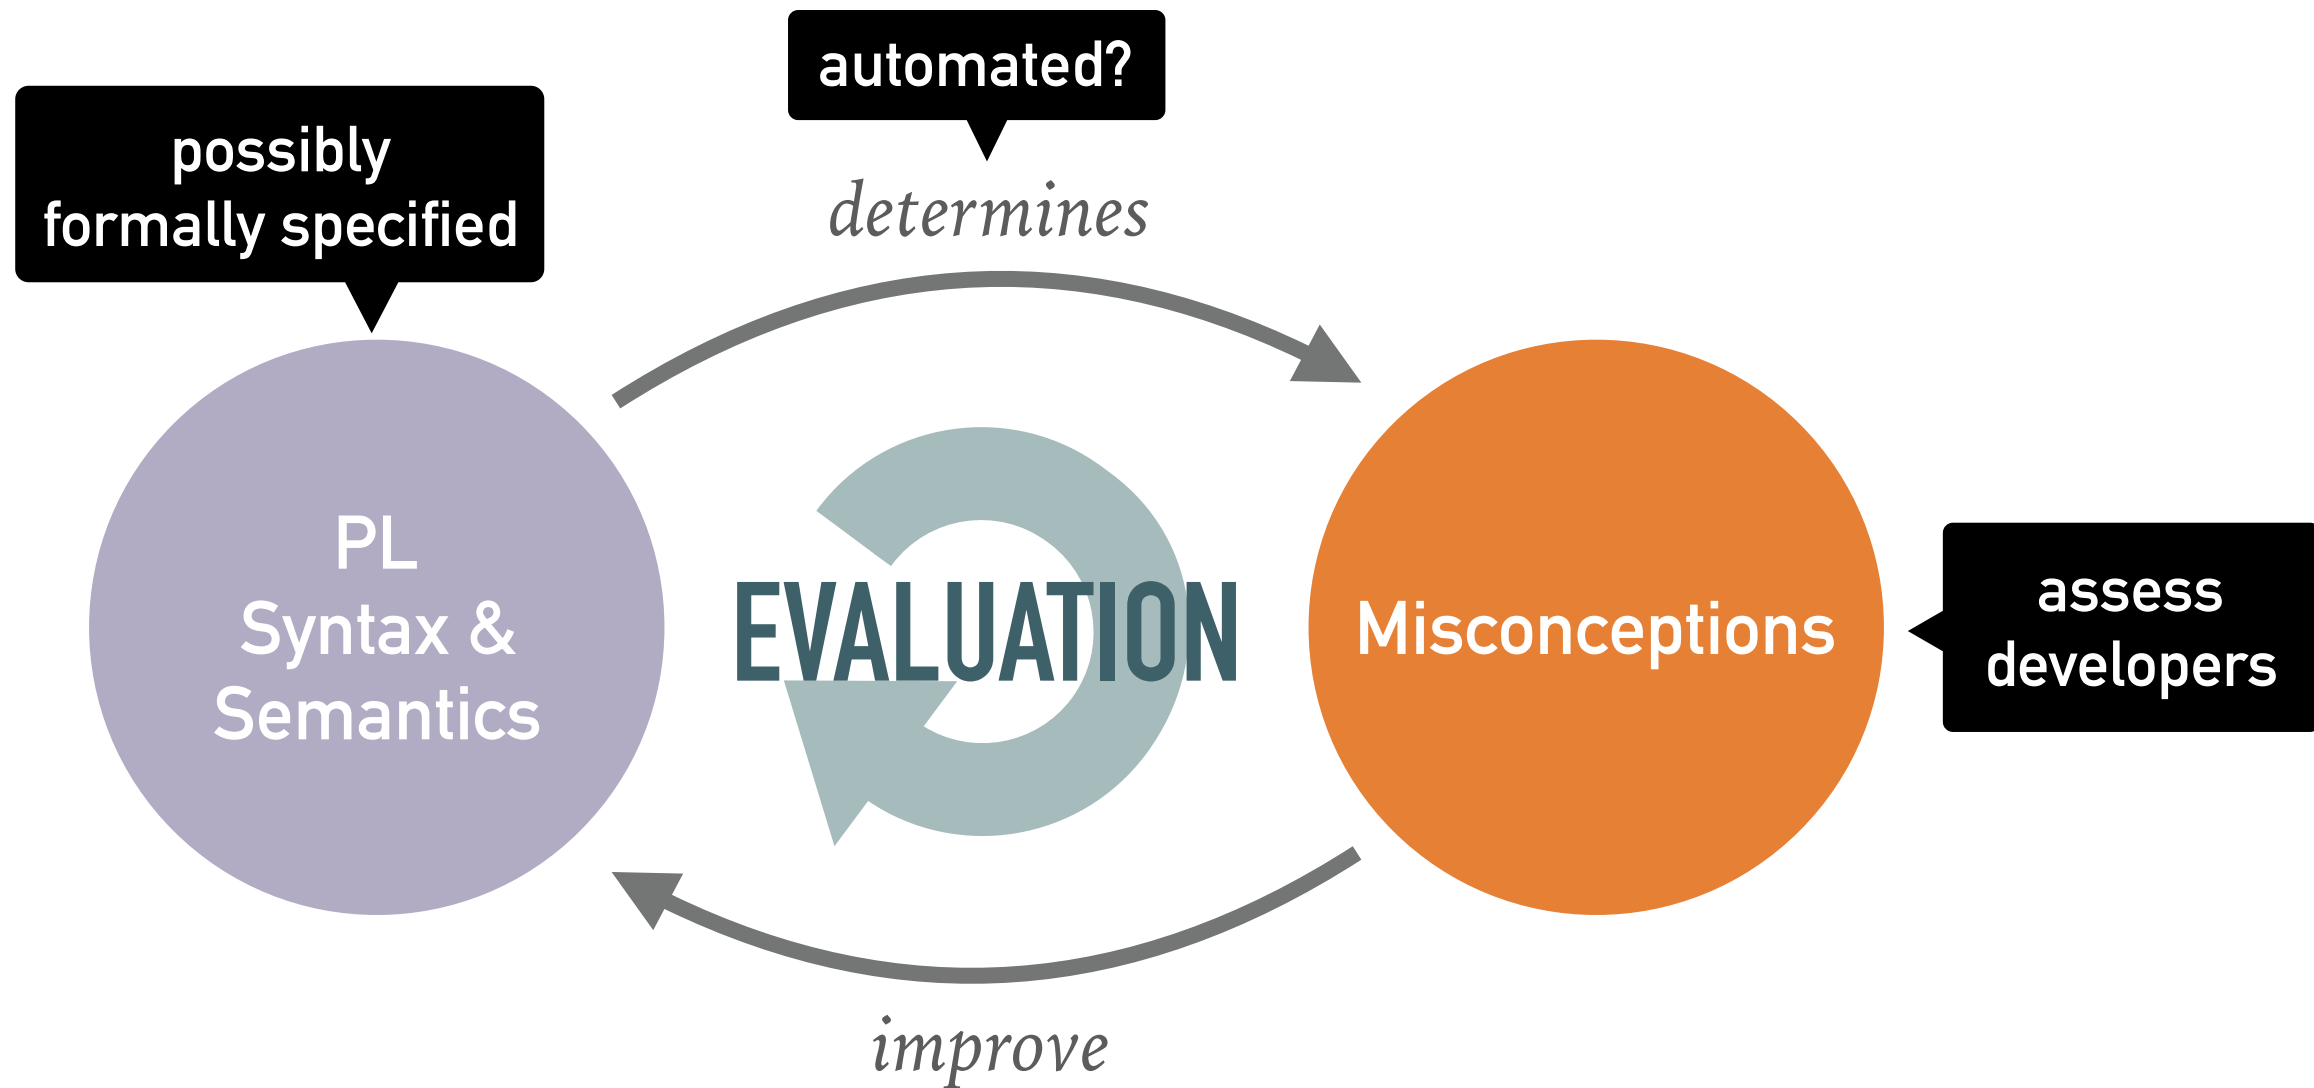 automated?
possibly
formally specified
determines
PL
Syntax &
Semantics
EVALUATION
Misconceptions
assess
developers
improve